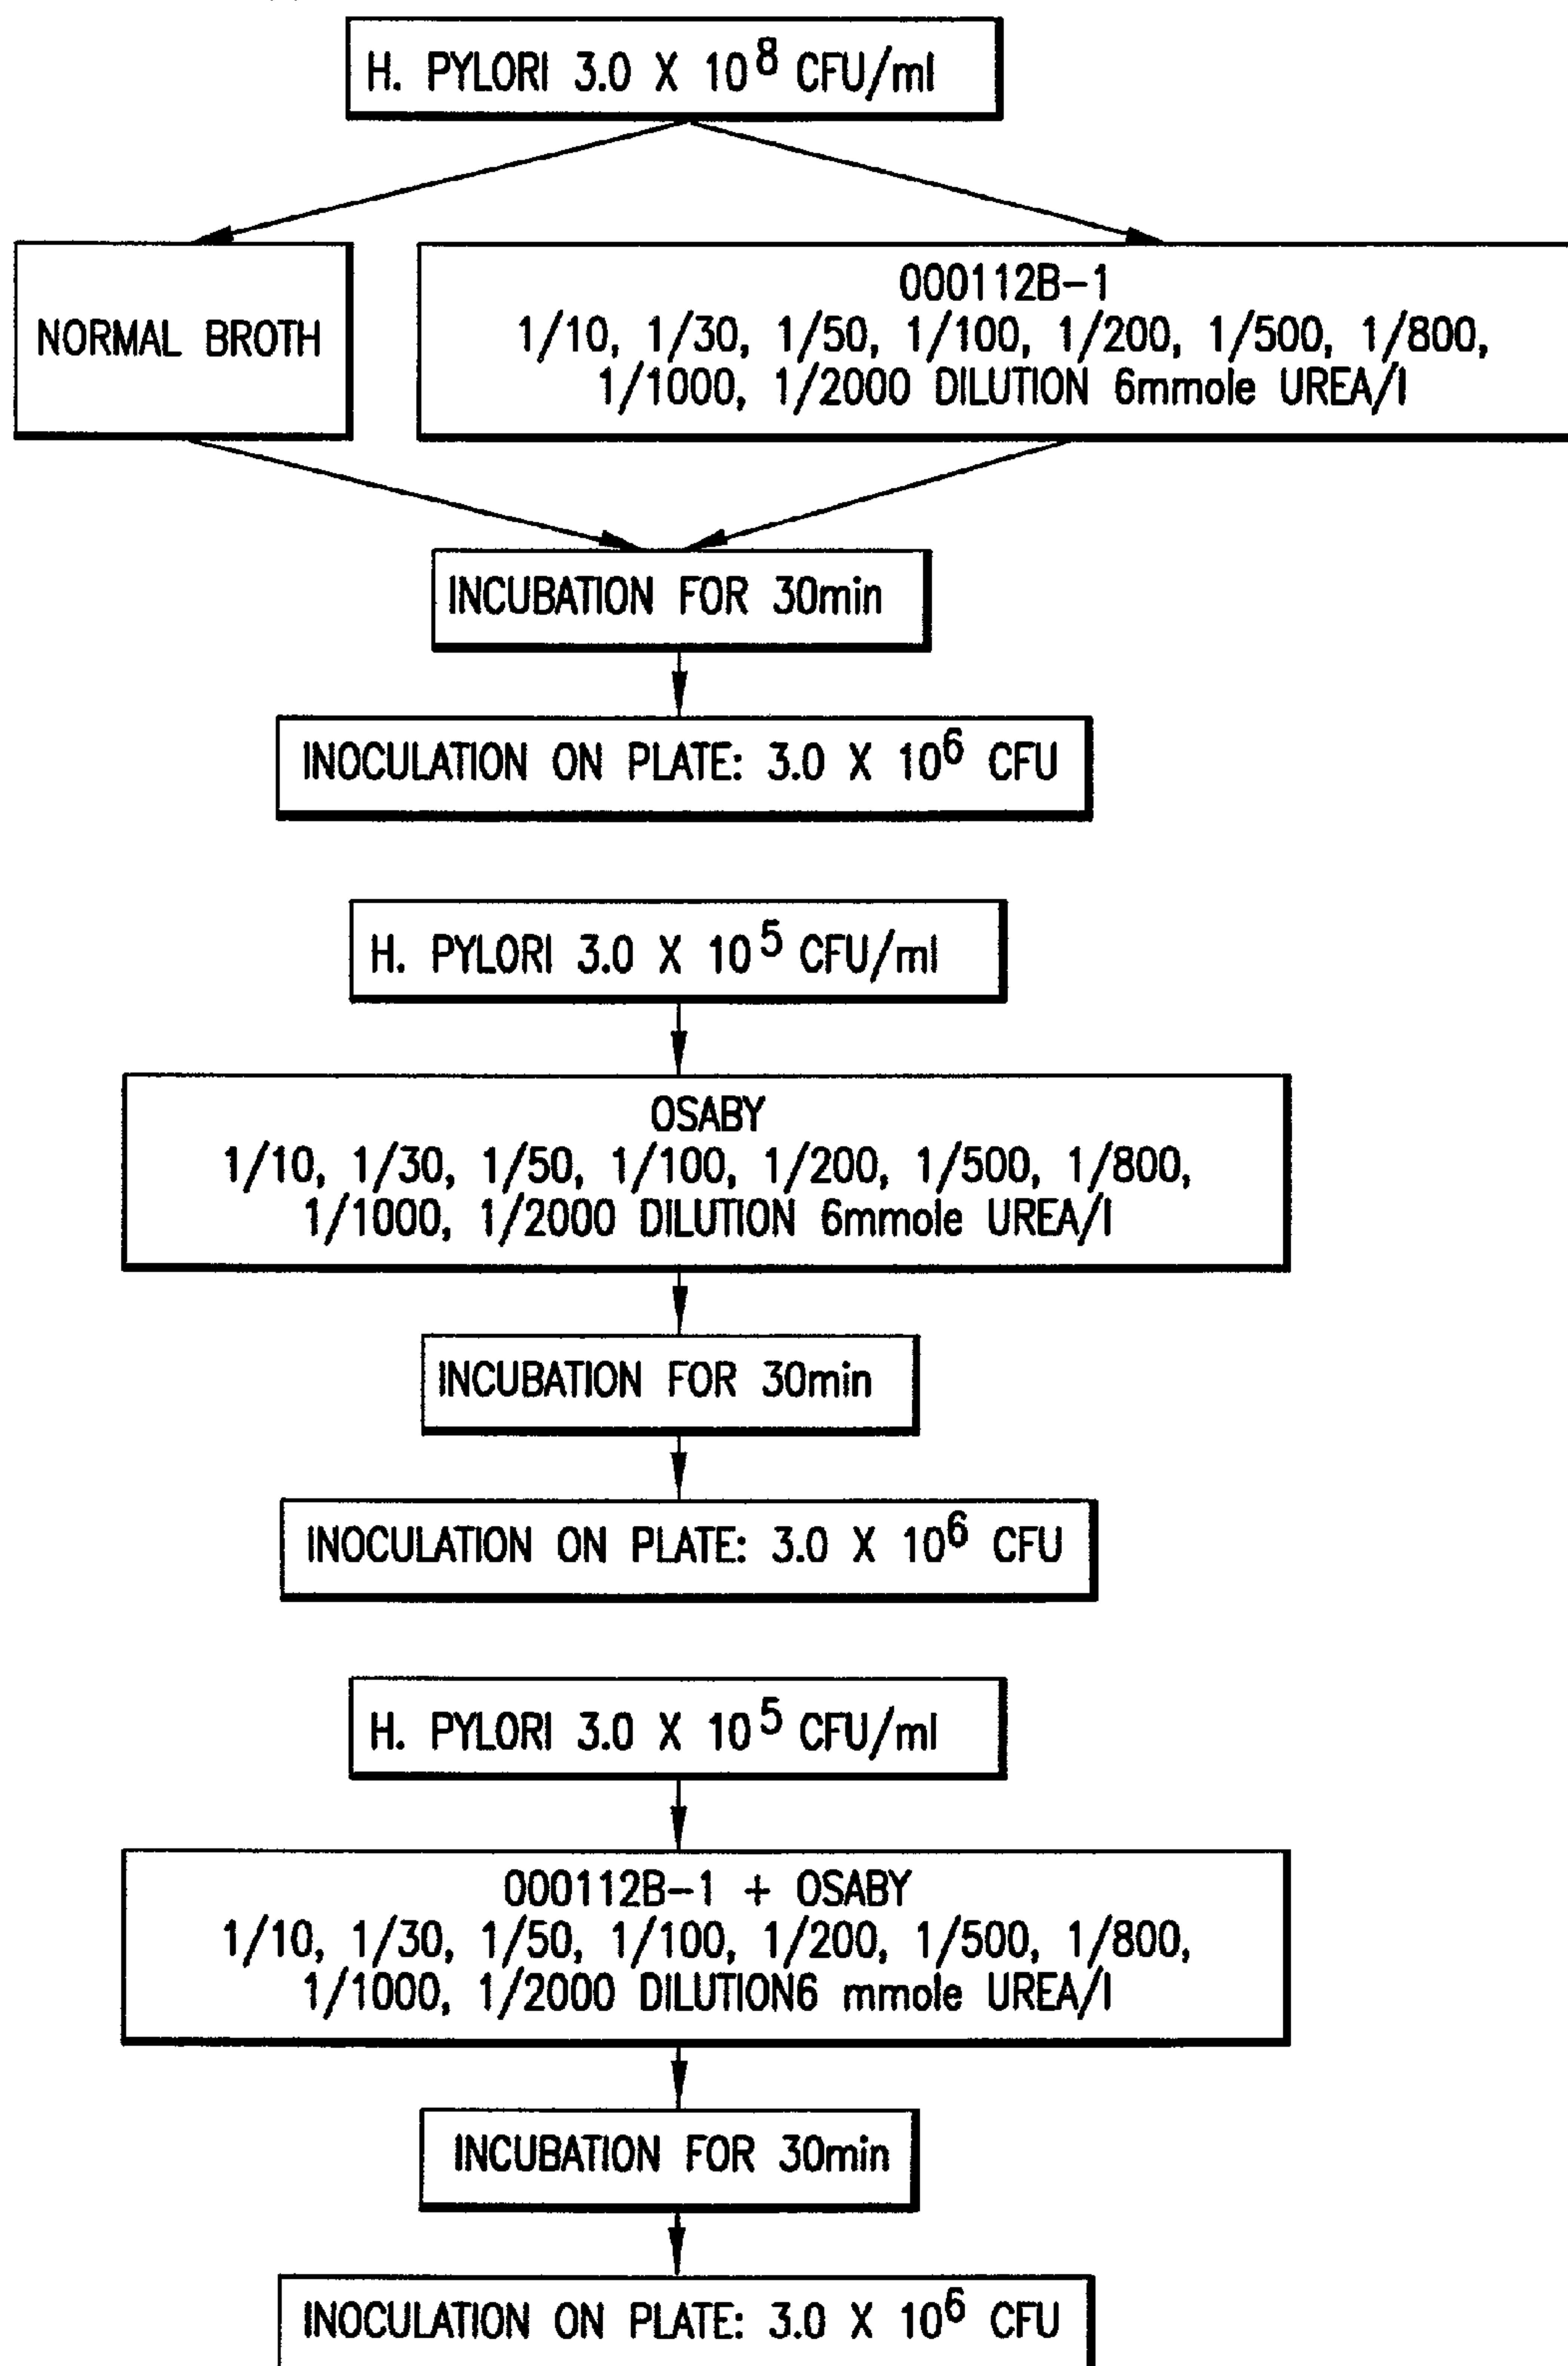 H. PYLORI 3.0 X 10⁸ CFU/ml
NORMAL BROTH
000112B-1
1/10, 1/30, 1/50, 1/100, 1/200, 1/500, 1/800,
1/1000, 1/2000 DILUTION 6mmole UREA/l
INCUBATION FOR 30min
INOCULATION ON PLATE: 3.0 X 10⁶ CFU
H. PYLORI 3.0 X 10⁵ CFU/ml
OSABY
1/10, 1/30, 1/50, 1/100, 1/200, 1/500, 1/800,
1/1000, 1/2000 DILUTION 6mmole UREA/l
INCUBATION FOR 30min
INOCULATION ON PLATE: 3.0 X 10⁶ CFU
H. PYLORI 3.0 X 10⁵ CFU/ml
000112B-1 + OSABY
1/10, 1/30, 1/50, 1/100, 1/200, 1/500, 1/800,
1/1000, 1/2000 DILUTION6 mmole UREA/l
INCUBATION FOR 30min
INOCULATION ON PLATE: 3.0 X 10⁶ CFU